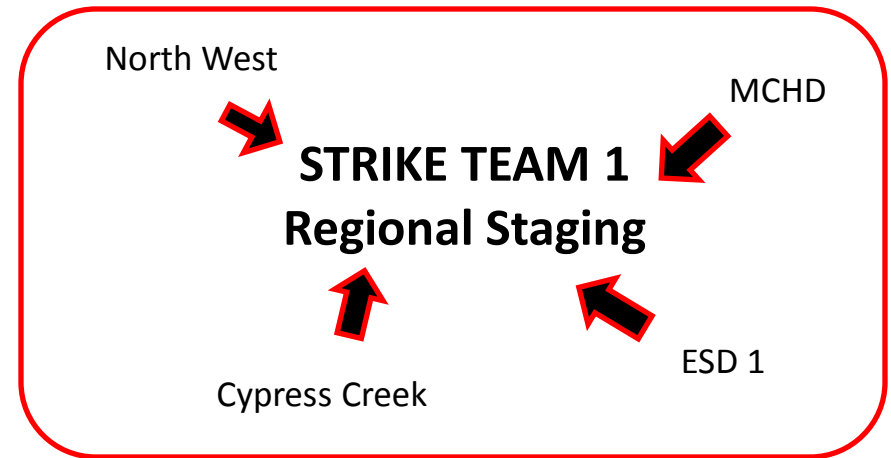 North West
MCHD
STRIKE TEAM 1
Regional Staging
ESD 1
Cypress Creek